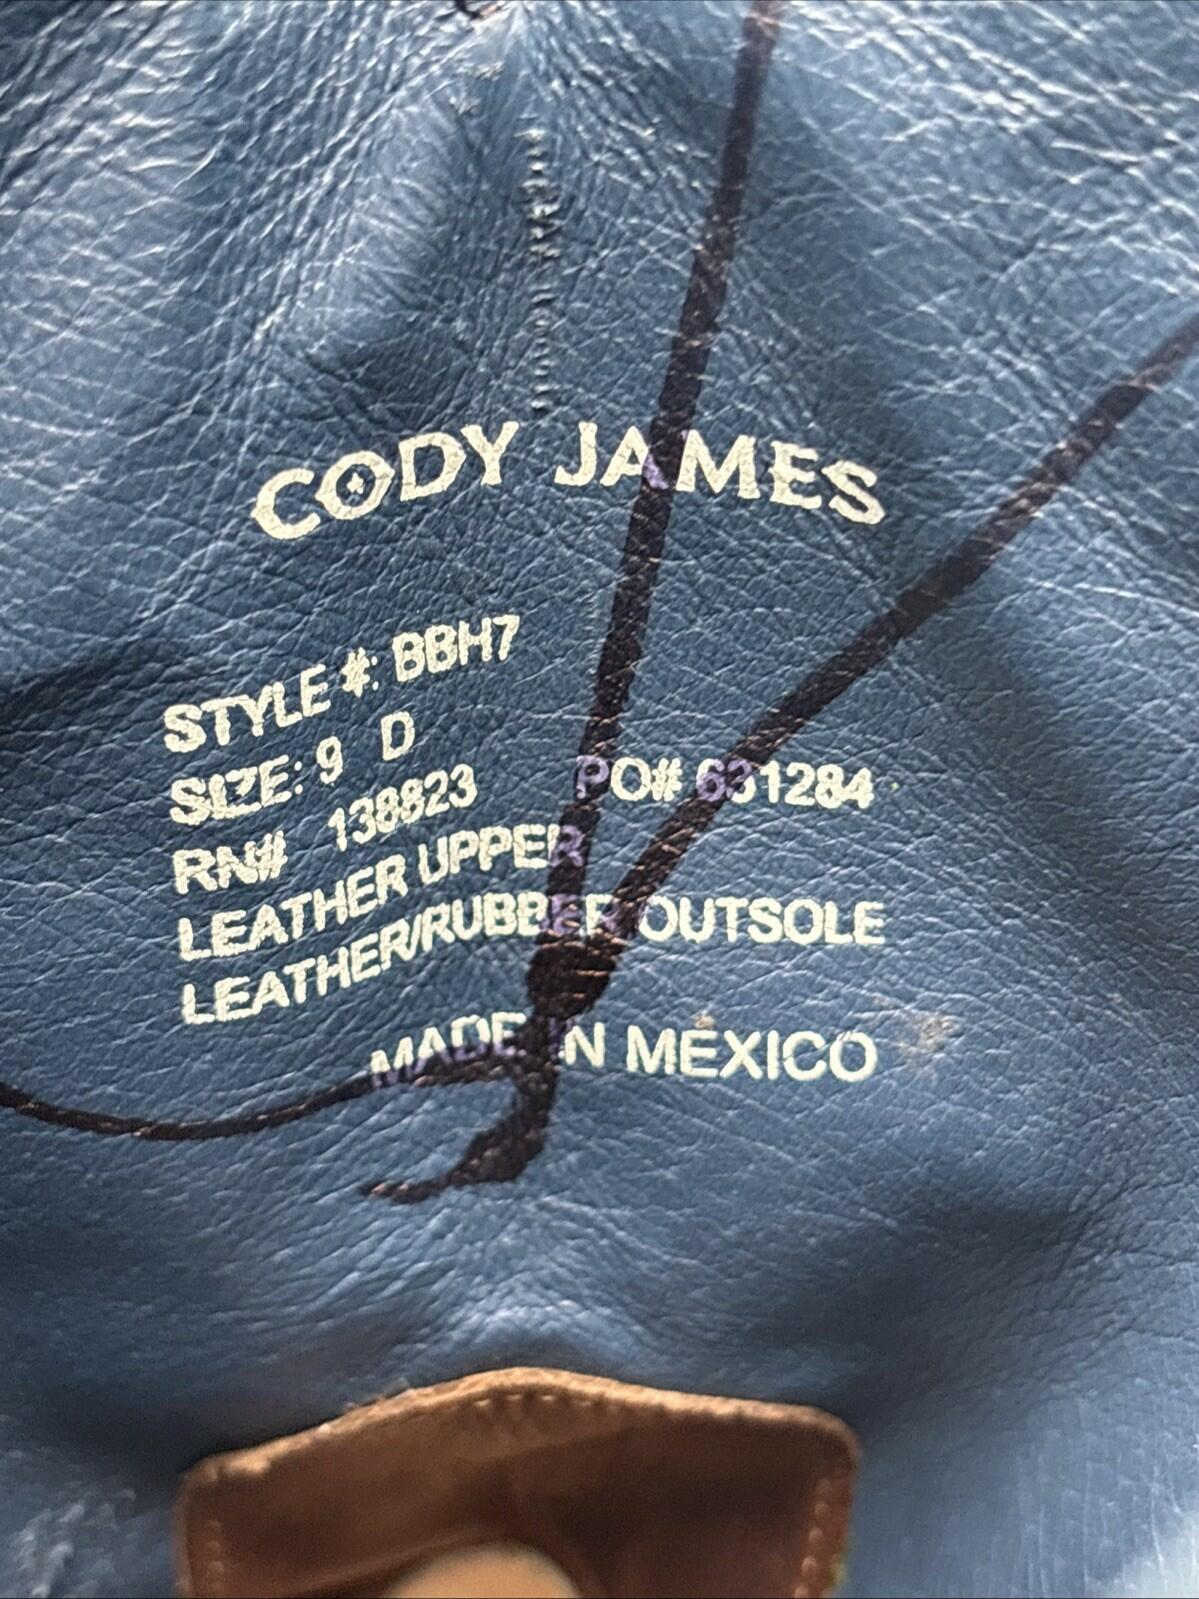 CODY JAMES
STYLE #: BBH7
SIZE: 9 D
RN# 138823 PO# 631284
LEATHER UPPER
LEATHER/RUBBER OUTSOLE
MADE IN MEXICO